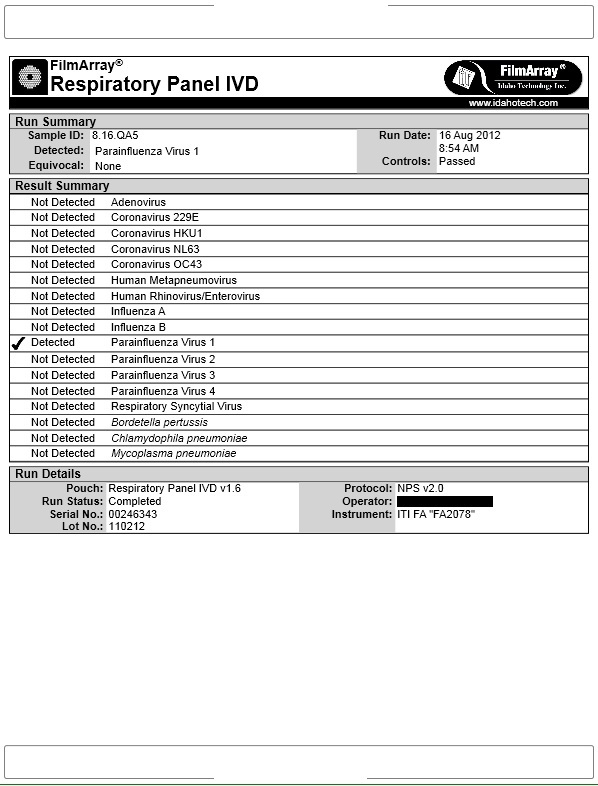 FilmArray®
Respiratory Panel IVD
FilmArray®
Idaho Technology Inc.
www.idahotech.com
Run Summary
Sample ID: 8.16.QA5 Run Date: 16 Aug 2012
8:54 AM
Detected: Parainfluenza Virus 1
Controls: Passed
Equivocal: None
Result Summary
Not Detected Adenovirus
Not Detected Coronavirus 229E
Not Detected Coronavirus HKU1
Not Detected Coronavirus NL63
Not Detected Coronavirus OC43
Not Detected Human Metapneumovirus
Not Detected Human Rhinovirus/Enterovirus
Not Detected Influenza A
Not Detected Influenza B
✓ Detected Parainfluenza Virus 1
Not Detected Parainfluenza Virus 2
Not Detected Parainfluenza Virus 3
Not Detected Parainfluenza Virus 4
Not Detected Respiratory Syncytial Virus
Not Detected Bordetella pertussis
Not Detected Chlamydophila pneumoniae
Not Detected Mycoplasma pneumoniae
Run Details
Pouch: Respiratory Panel IVD v1.6 Protocol: NPS v2.0
Run Status: Completed Operator:
Serial No.: 00246343 Instrument: ITI FA "FA2078"
Lot No.: 110212